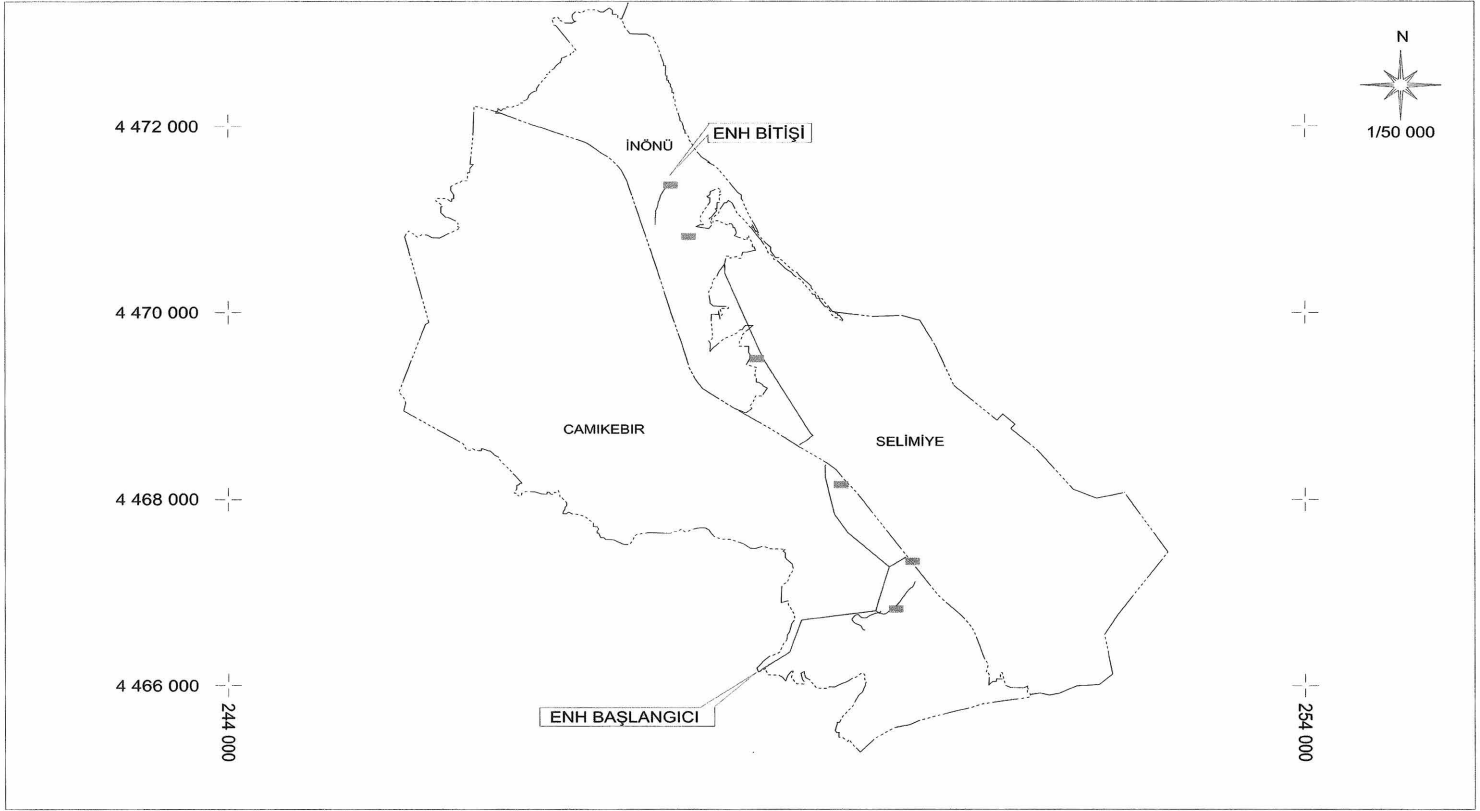 N
1/50 000
4 472 000
ENH BİTİŞİ
İNÖNÜ
4 470 000
CAMIKEBIR
SELİMİYE
4 468 000
4 466 000
ENH BAŞLANGICI
244 000
254 000